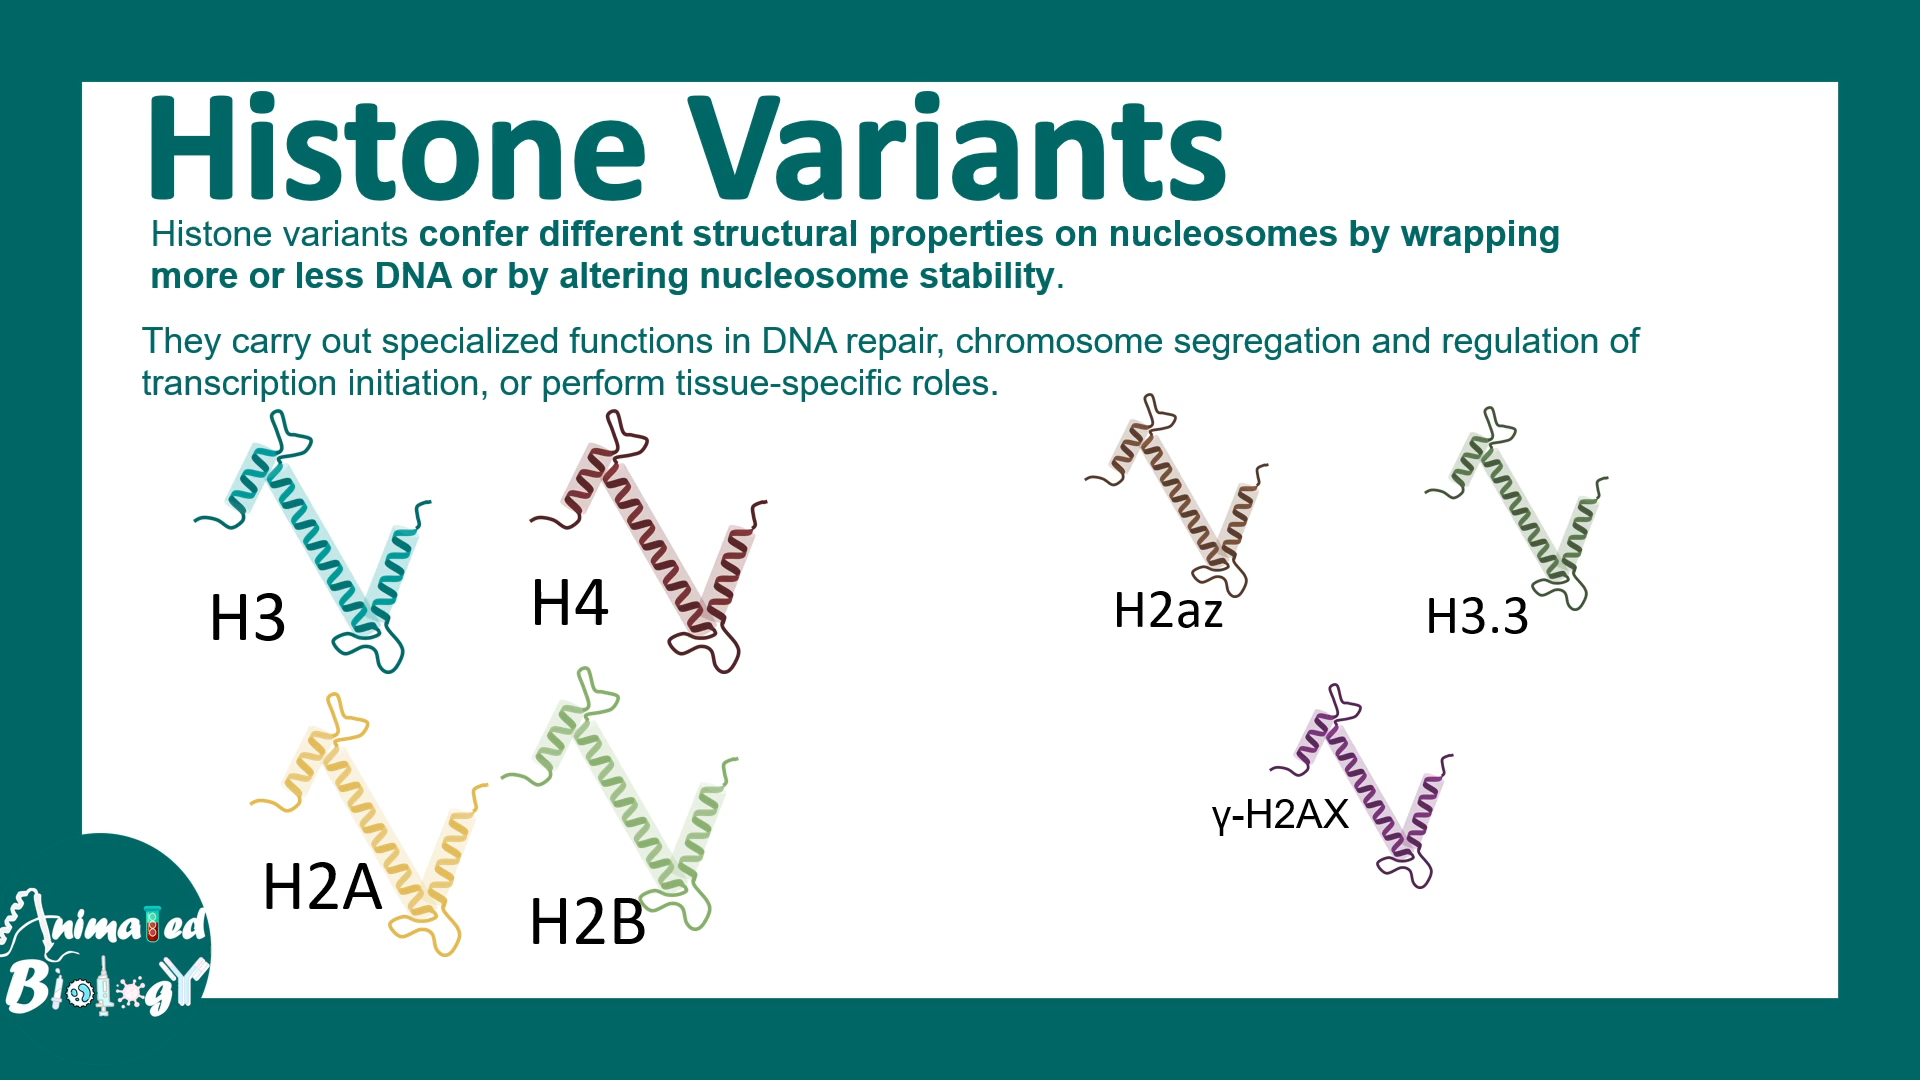 Histone Variants
Histone variants confer different structural properties on nucleosomes by wrapping
more or less DNA or by altering nucleosome stability.
They carry out specialized functions in DNA repair, chromosome segregation and regulation of
transcription initiation, or perform tissue-specific roles.
H3
H4
H2az
H3.3
H2A
H2B
γ-H2AX
Animated
Biology